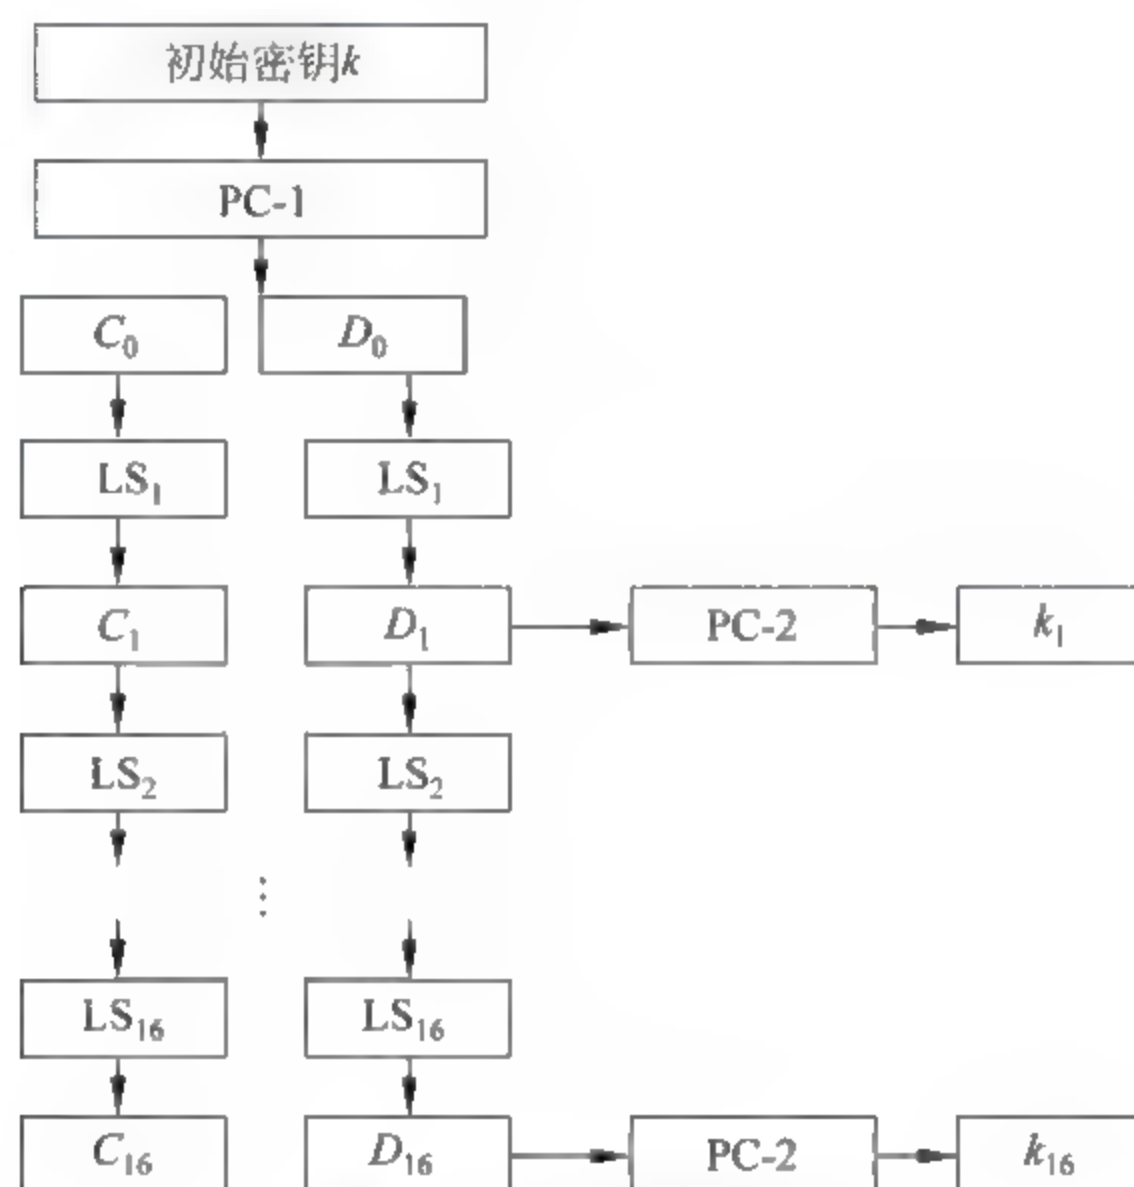 初始密钥k
PC-1
C₀ D₀
LS₁ LS₁
C₁ D₁ PC-2 k₁
LS₂ LS₂
⋮
LS₁₆ LS₁₆
C₁₆ D₁₆ PC-2 k₁₆